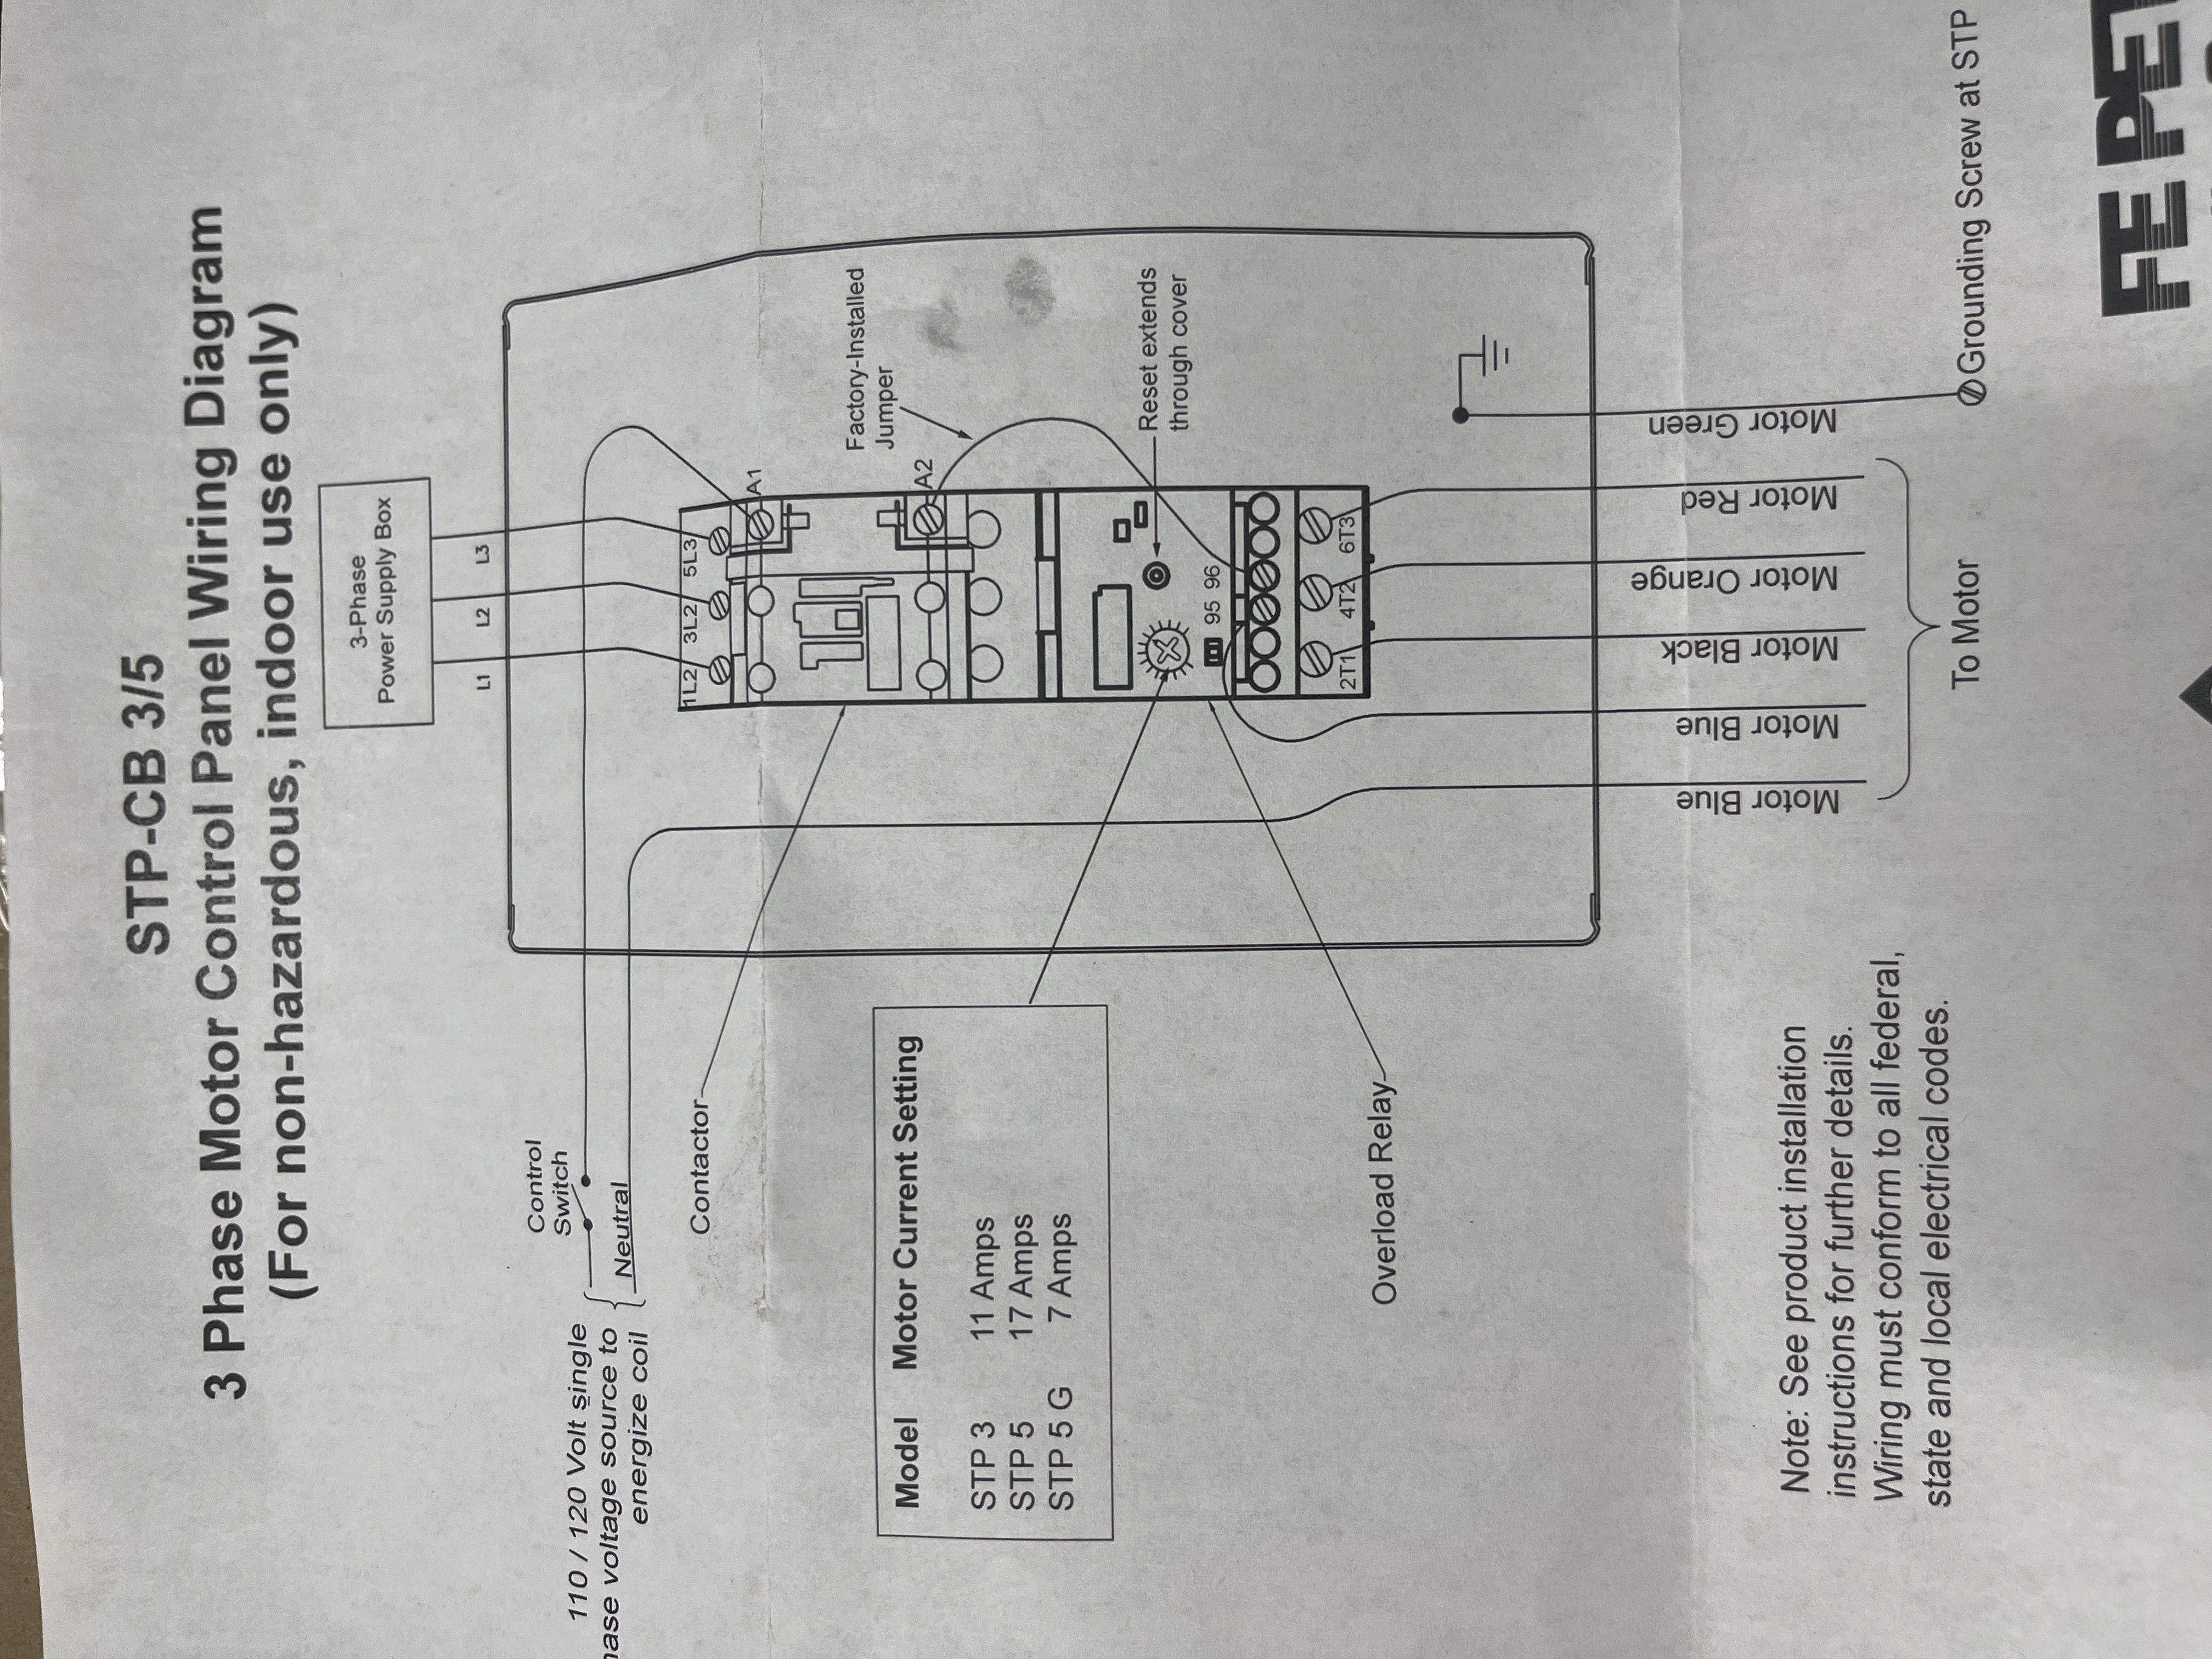 STP-CB 3/5
3 Phase Motor Control Panel Wiring Diagram
(For non-hazardous, indoor use only)
3-Phase
Power Supply Box
L1 L2 L3
Control
Switch
110 / 120 Volt single
voltage source to
energize coil
Neutral
Contactor
1L2 3L2 5L3
A1
Factory-Installed
Jumper
A2
Model Motor Current Setting
STP 3 11 Amps
STP 5 17 Amps
STP 5 G 7 Amps
Reset extends
through cover
95 96
2T1 4T2 6T3
Overload Relay
Motor Blue
Motor Blue
Motor Black
Motor Orange
Motor Red
Motor Green
Note: See product installation
instructions for further details.
Wiring must conform to all federal,
state and local electrical codes.
To Motor
Grounding Screw at STP
FE